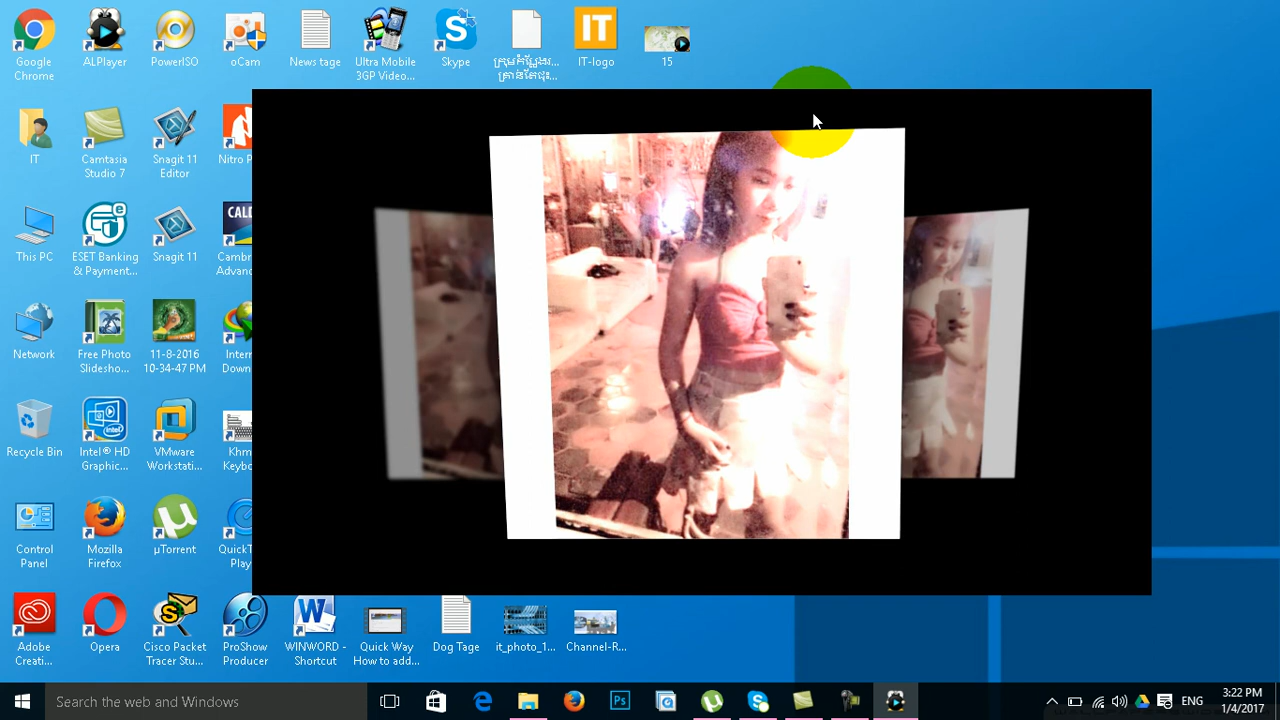 Google
Chrome
ALPlayer
PowerISO
oCam
News tage
Ultra Mobile
3GP Video...
Skype
IT
IT-logo
15
IT
Camtasia
Studio 7
Snagit 11
Editor
Nitro P
This PC
ESET Banking
& Payment...
Snagit 11
CALD
Cambr
Advanc
Network
Free Photo
Slidesho...
11-8-2016
10-34-47 PM
Intern
Down
Recycle Bin
Intel® HD
Graphic...
VMware
Workstati...
Khm
Keybo
Control
Panel
Mozilla
Firefox
µTorrent
QuickT
Play
Adobe
Creati...
Opera
Cisco Packet
Tracer Stu...
ProShow
Producer
WINWORD -
Shortcut
Quick Way
How to add...
Dog Tage
it_photo_1...
Channel-R...
Search the web and Windows
Ps
ENG
3:22 PM
1/4/2017